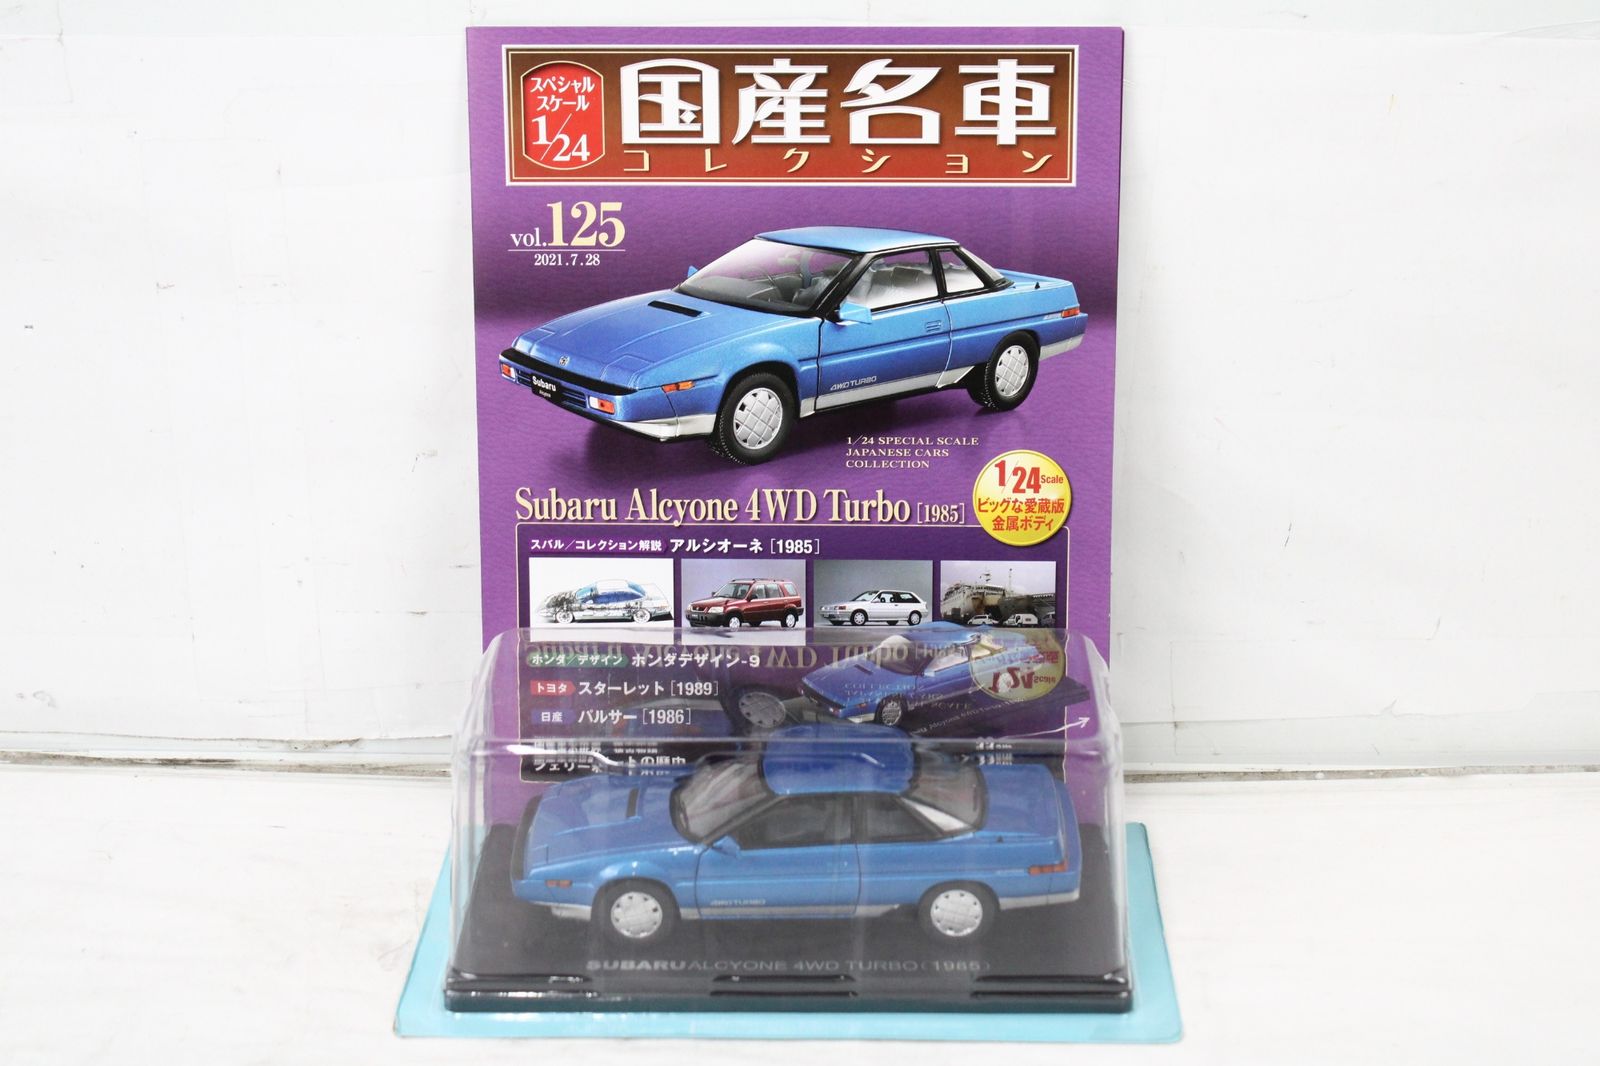 スペシャル
スケール
1/24
国産名車
コレクション
vol.125
2021.7.28
Subaru
4WD TURBO
1/24 SPECIAL SCALE
JAPANESE CARS
COLLECTION
Subaru Alcyone 4WD Turbo [1985]
1/24 Scale
ビッグな愛蔵版
金属ボディ
スバル/コレクション解説 アルシオーネ [1985]
ホンダ/デザイン ホンダデザイン-9
トヨタ スターレット [1989]
日産 パルサー [1986]
4WD TURBO
SUBARU ALCYONE 4WD TURBO (1985)